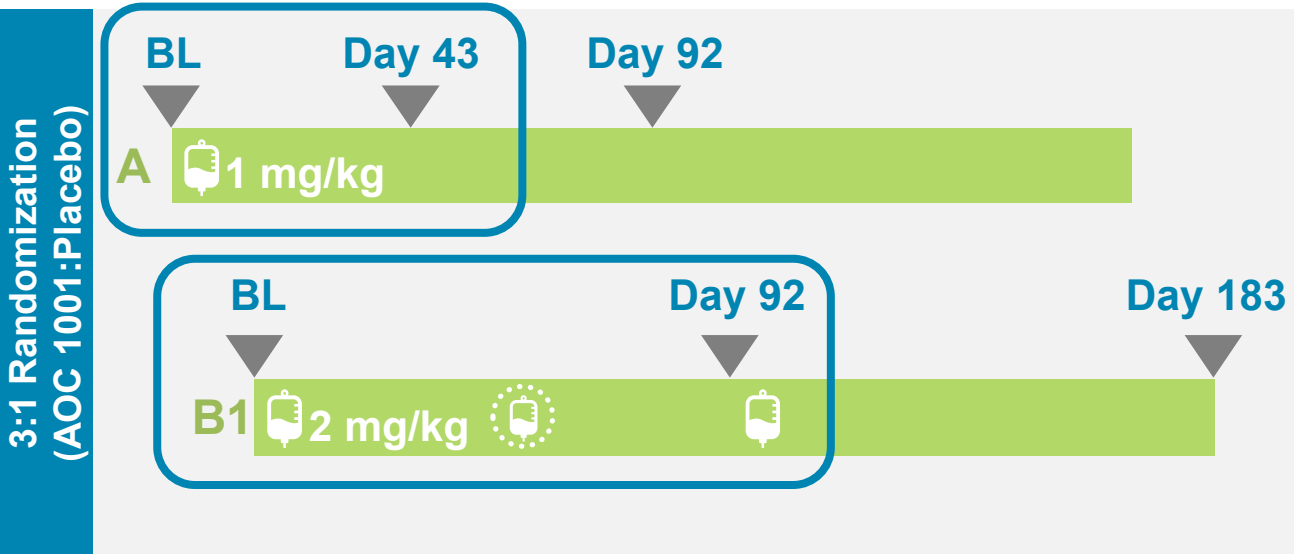 3:1 Randomization
(AOC 1001:Placebo)
BL Day 43 Day 92
A 1 mg/kg
BL Day 92 Day 183
B1 2 mg/kg